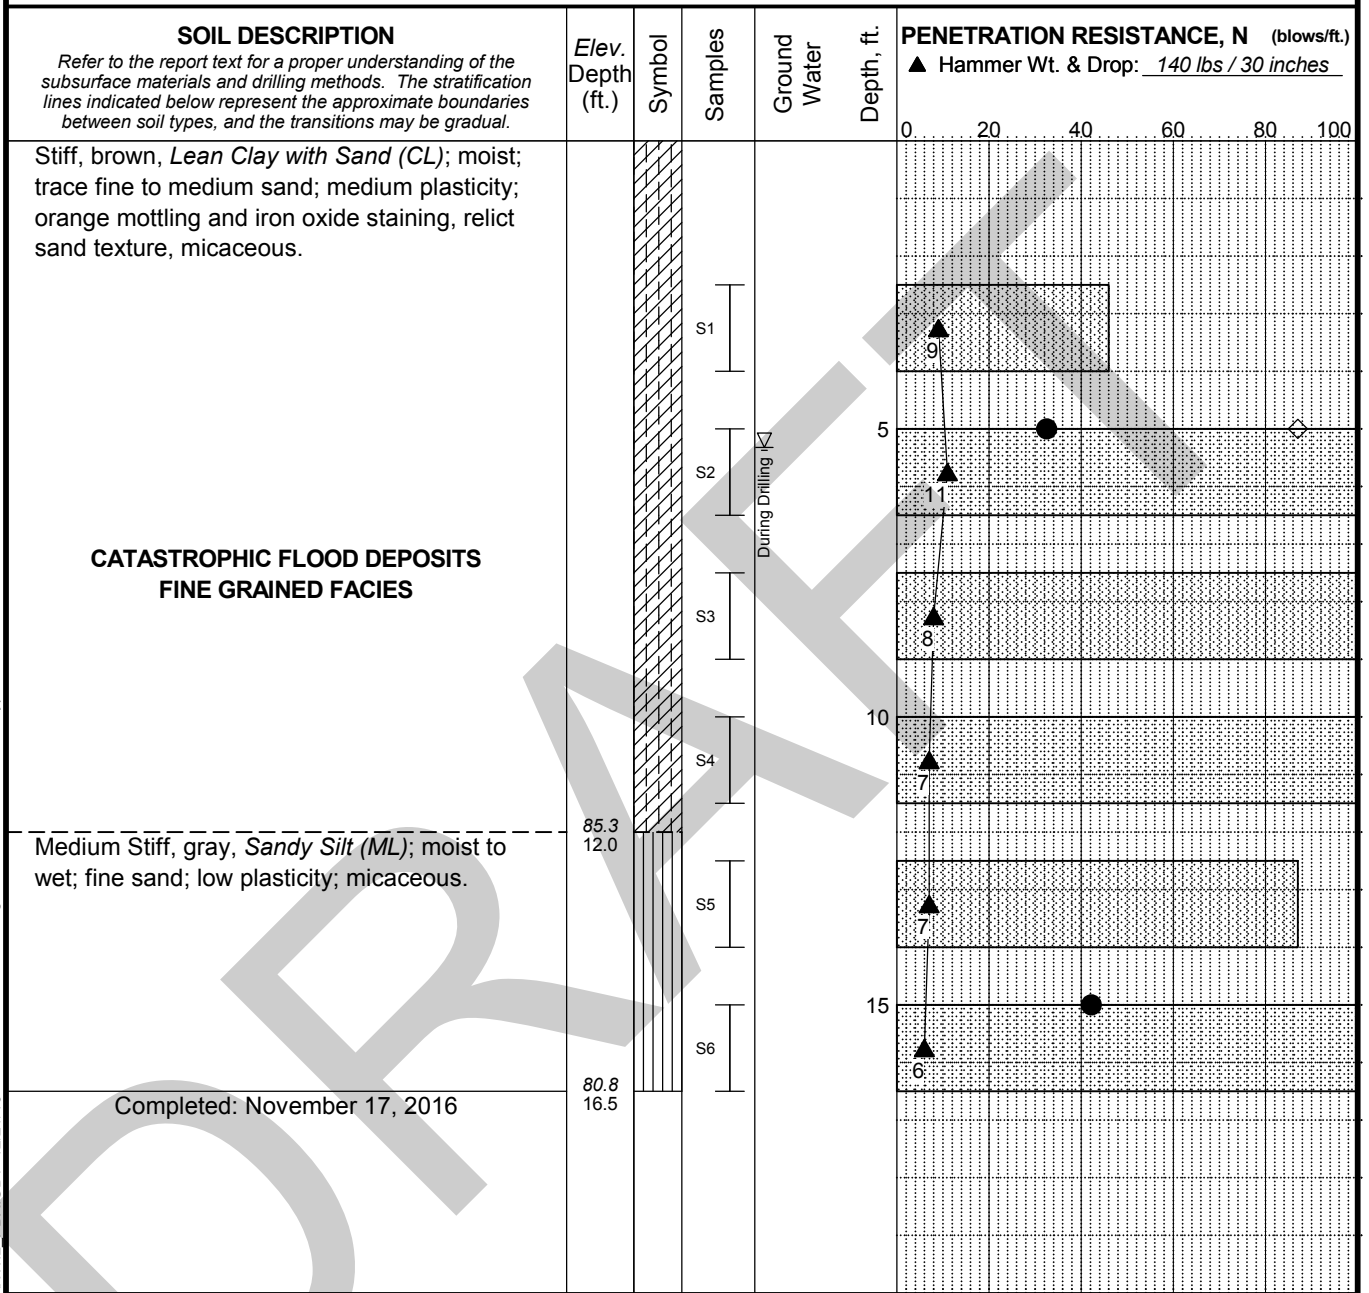 SOIL DESCRIPTION
Refer to the report text for a proper understanding of the
subsurface materials and drilling methods. The stratification
lines indicated below represent the approximate boundaries
between soil types, and the transitions may be gradual.
Elev.
Depth
(ft.)
Symbol
Samples
Ground
Water
Depth, ft.
PENETRATION RESISTANCE, N (blows/ft.)
▲ Hammer Wt. & Drop: 140 lbs / 30 inches
0 20 40 60 80 100
Stiff, brown, Lean Clay with Sand (CL); moist;
trace fine to medium sand; medium plasticity;
orange mottling and iron oxide staining, relict
sand texture, micaceous.
S1
9
5
S2
During Drilling
11
CATASTROPHIC FLOOD DEPOSITS
FINE GRAINED FACIES
S3
8
10
S4
7
85.3
12.0
Medium Stiff, gray, Sandy Silt (ML); moist to
wet; fine sand; low plasticity; micaceous.
S5
7
15
S6
6
80.8
16.5
Completed: November 17, 2016
DRAFT